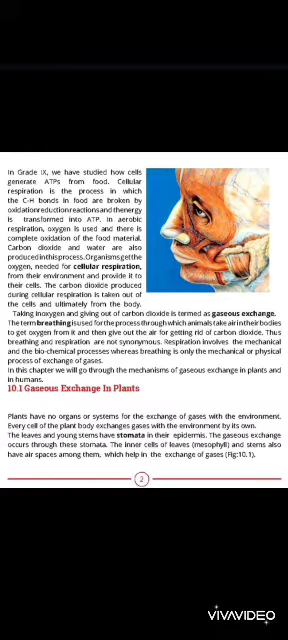 In Grade IX, we have studied how cells
generate ATPs from food. Cellular
respiration is the process in which
the C-H bonds in food are broken by
oxidationreductionreactions and thenergy
is transformed into ATP. In aerobic
respiration, oxygen is used and there is
complete oxidation of the food material.
Carbon dioxide and water are also
produced in this process. Organisms get the
oxygen, needed for cellular respiration,
from their environment and provide it to
their cells. The carbon dioxide produced
during cellular respiration is taken out of
the cells and ultimately from the body.
Taking inoxygen and giving out of carbon dioxide is termed as gaseous exchange.
The term breathing is used for the process through which animals take air in their bodies
to get oxygen from it and then give out the air for getting rid of carbon dioxide. Thus
breathing and respiration are not synonymous. Respiration involves the mechanical
and the bio-chemical processes whereas breathing is only the mechanical or physical
process of exchange of gases.
In this chapter we will go through the mechanisms of gaseous exchange in plants and
in humans.
10.1 Gaseous Exchange In Plants
Plants have no organs or systems for the exchange of gases with the environment.
Every cell of the plant body exchanges gases with the environment by its own.
The leaves and young stems have stomata in their epidermis. The gaseous exchange
occurs through these stomata. The inner cells of leaves (mesophyll) and stems also
have air spaces among them, which help in the exchange of gases (Fig:10.1).
2
VIVAVIDEO